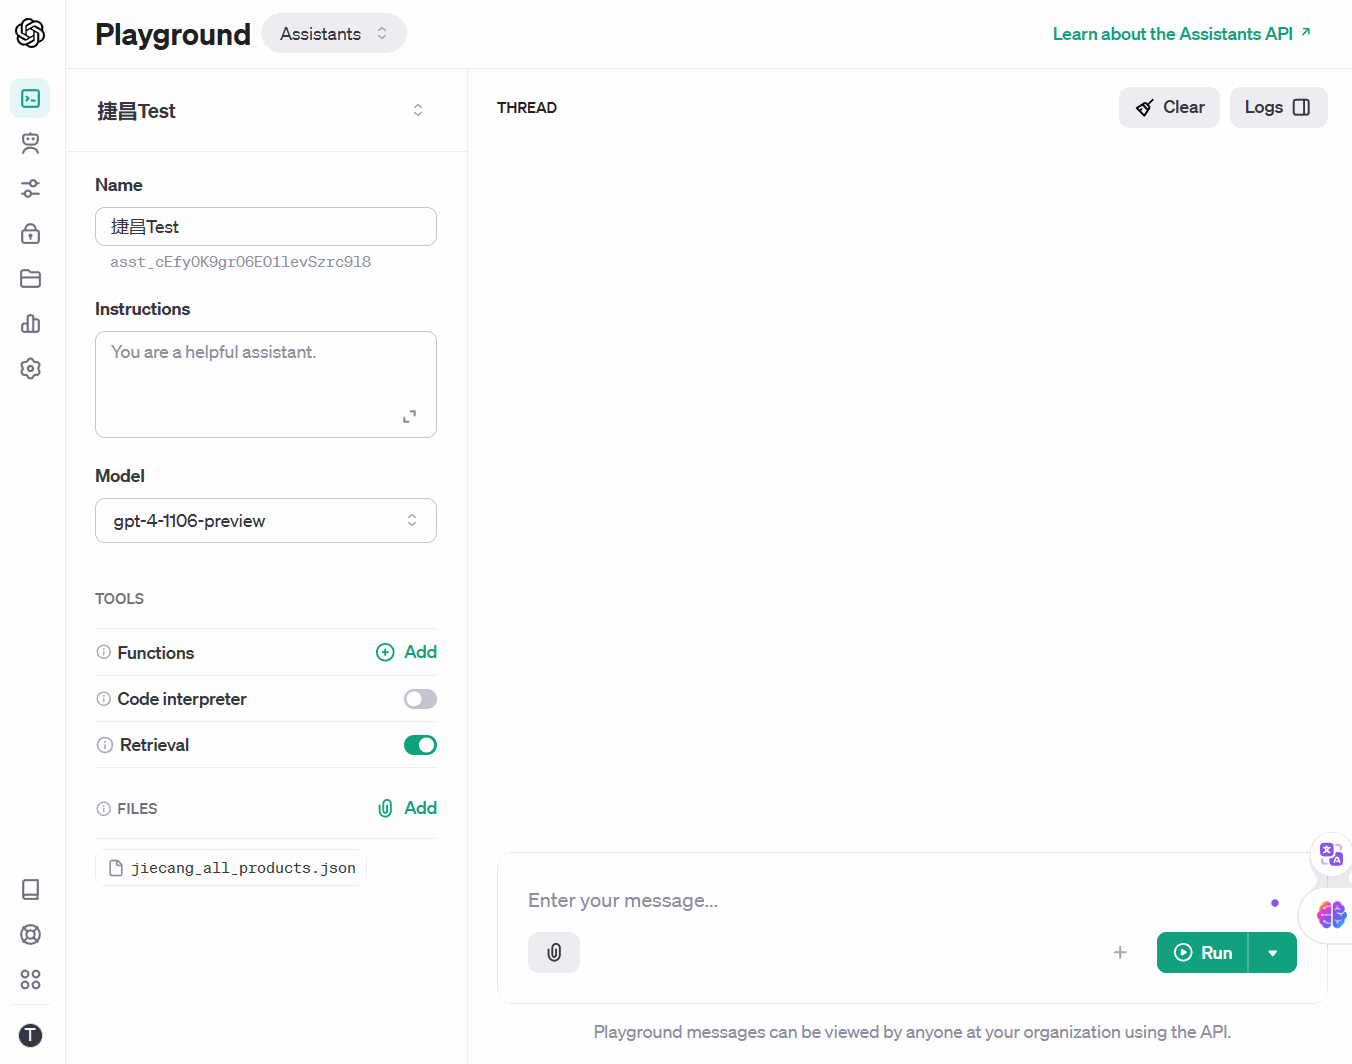 Playground
Assistants
Learn about the Assistants API
捷昌Test
THREAD
Clear
Logs
Name
捷昌Test
asst_cEfyOK9grO6EO1levSzrc9l8
Instructions
You are a helpful assistant.
Model
gpt-4-1106-preview
TOOLS
Functions
Add
Code interpreter
Retrieval
FILES
Add
jiecang_all_products.json
Enter your message...
Run
T
Playground messages can be viewed by anyone at your organization using the API.